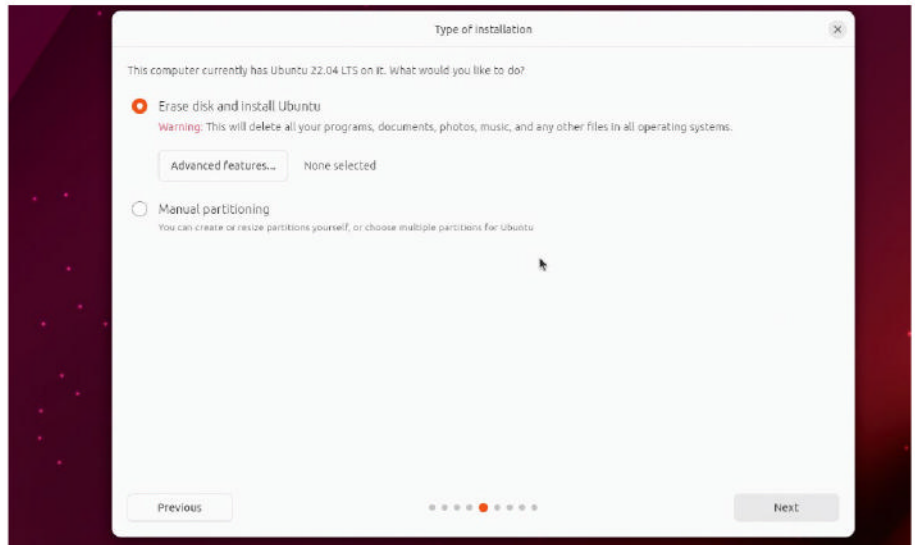 Type of installation
This computer currently has Ubuntu 22.04 LTS on it. What would you like to do?
Erase disk and install Ubuntu
Warning: This will delete all your programs, documents, photos, music, and any other files in all operating systems.
Advanced features... None selected
Manual partitioning
You can create or resize partitions yourself, or choose multiple partitions for Ubuntu
Previous Next